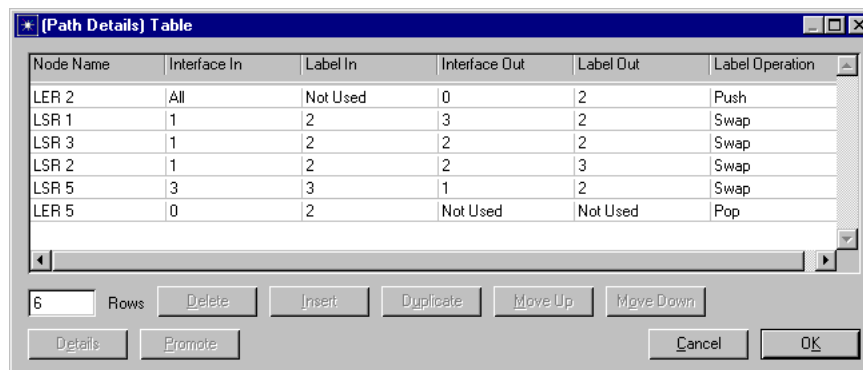 (Path Details) Table
Node Name Interface In Label In Interface Out Label Out Label Operation
LER 2 All Not Used 0 2 Push
LSR 1 1 2 3 2 Swap
LSR 3 1 2 2 2 Swap
LSR 2 1 2 2 3 Swap
LSR 5 3 3 1 2 Swap
LER 5 0 2 Not Used Not Used Pop
6 Rows Delete Insert Duplicate Move Up Move Down
Details Promote Cancel OK